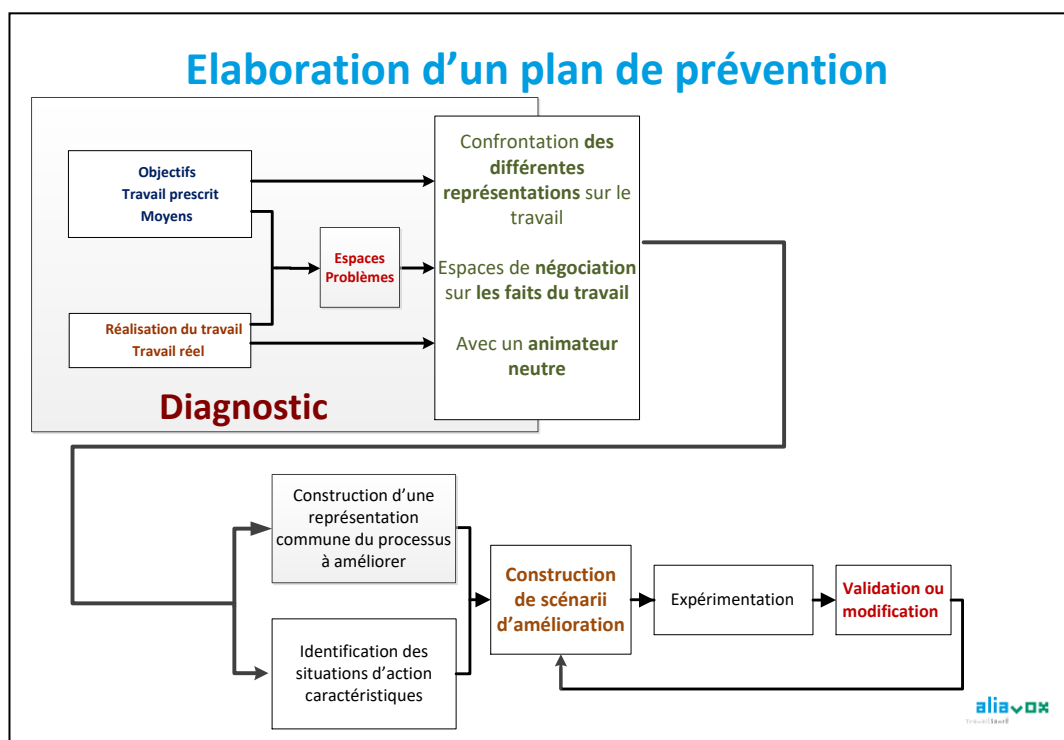 Elaboration d’un plan de prévention
Objectifs
Travail prescrit
Moyens
Espaces
Problèmes
Réalisation du travail
Travail réel
Confrontation des
différentes
représentations sur le
travail
Espaces de négociation
sur les faits du travail
Avec un animateur
neutre
Diagnostic
Construction d’une
représentation
commune du processus
à améliorer
Identification des
situations d’action
caractéristiques
Construction
de scénarii
d’amélioration
Expérimentation
Validation ou
modification
aliavox
Travail Santé